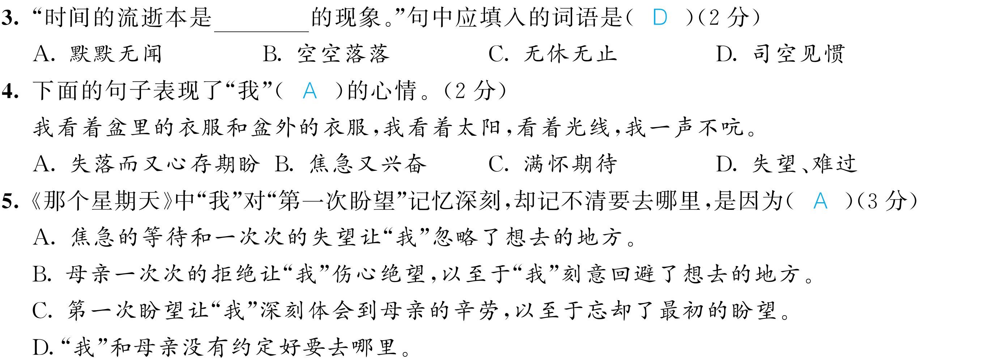 3. “时间的流逝本是________的现象。”句中应填入的词语是( D )(2 分)
A. 默默无闻 B. 空空落落 C. 无休无止 D. 司空见惯
4. 下面的句子表现了“我”( A )的心情。(2 分)
我看着盆里的衣服和盆外的衣服,我看着太阳,看着光线,我一声不吭。
A. 失落而又心存期盼 B. 焦急又兴奋 C. 满怀期待 D. 失望、难过
5.《那个星期天》中“我”对“第一次盼望”记忆深刻,却记不清要去哪里,是因为( A )(3 分)
A. 焦急的等待和一次次的失望让“我”忽略了想去的地方。
B. 母亲一次次的拒绝让“我”伤心绝望,以至于“我”刻意回避了想去的地方。
C. 第一次盼望让“我”深刻体会到母亲的辛劳,以至于忘却了最初的盼望。
D.“我”和母亲没有约定好要去哪里。